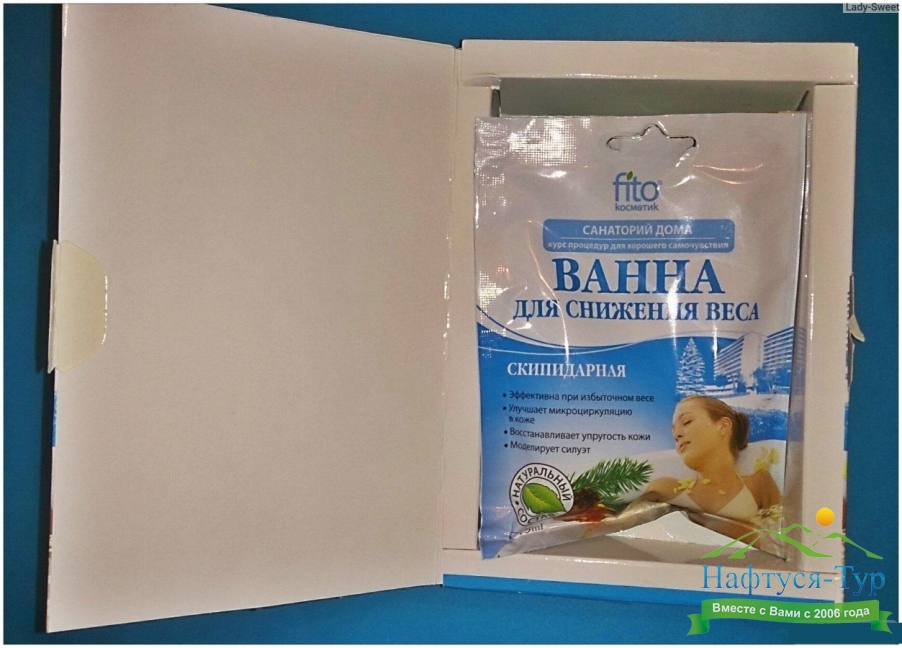 Lady-Sweet
fito
косметик
САНАТОРИЙ ДОМА
курс процедур для хорошего самочувствия
ВАННА
ДЛЯ СНИЖЕНИЯ ВЕСА
СКИПИДАРНАЯ
• Эффективна при избыточном весе
• Улучшает микроциркуляцию
в коже
• Восстанавливает упругость кожи
• Моделирует силуэт
НАТУРАЛЬНЫЙ
СОСТАВ
Нафтуся-Тур
Вместе с Вами с 2006 года